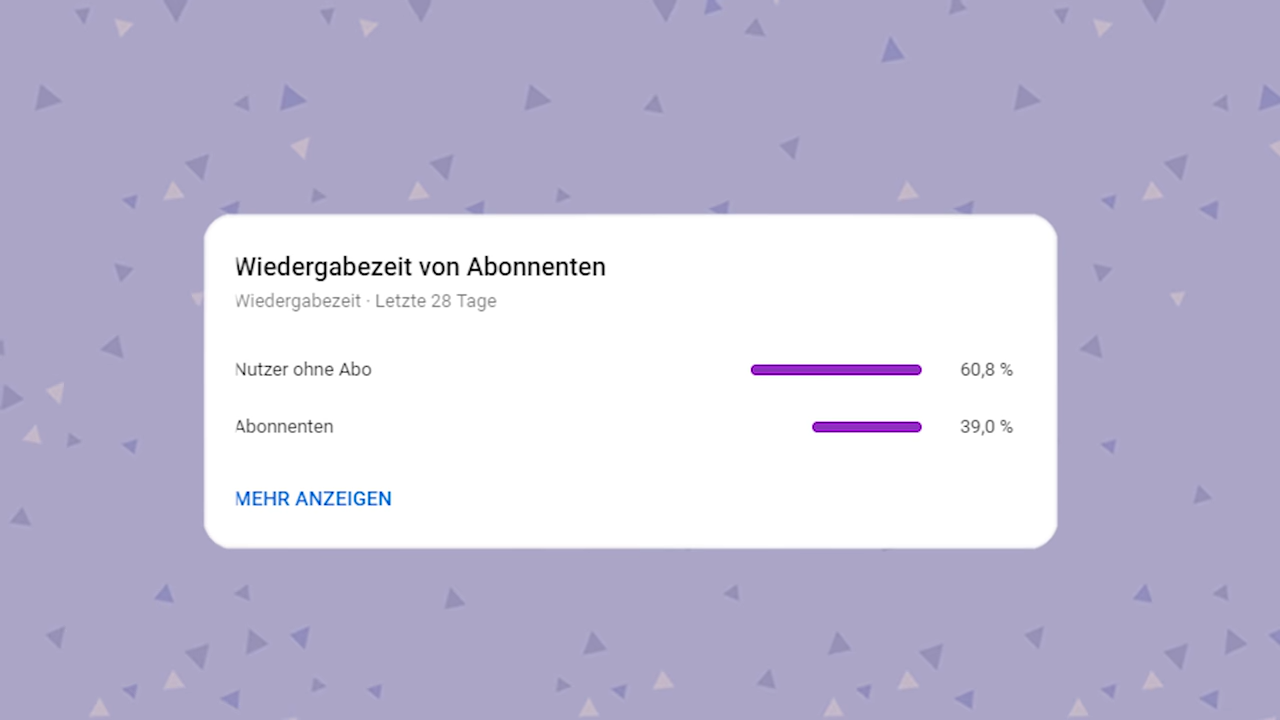 Wiedergabezeit von Abonnenten
Wiedergabezeit · Letzte 28 Tage
Nutzer ohne Abo 60,8 %
Abonnenten 39,0 %
MEHR ANZEIGEN